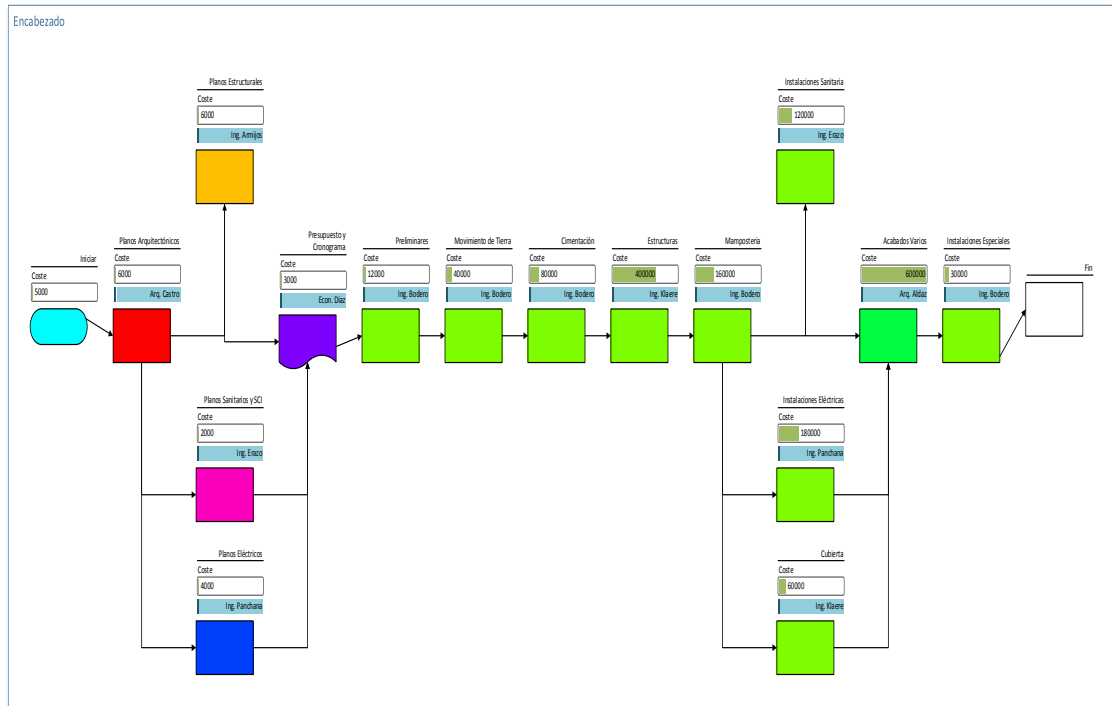 Encabezado
Planos Estructurales
Coste
6000
Ing. Armijos
Instalaciones Sanitaria
Coste
120000
Ing. Erazo
Iniciar
Coste
5000
Planos Arquitectónicos
Coste
6000
Arq. Castro
Presupuesto y
Cronograma
Coste
3000
Econ. Diaz
Preliminares
Coste
12000
Ing. Bodero
Movimiento de Tierra
Coste
40000
Ing. Bodero
Cimentación
Coste
80000
Ing. Bodero
Estructuras
Coste
400000
Ing. Klaere
Mamposteria
Coste
160000
Ing. Bodero
Acabados Varios
Coste
600000
Arq. Aldaz
Instalaciones Especiales
Coste
30000
Ing. Bodero
Fin
Planos Sanitarios y SCI
Coste
2000
Ing. Erazo
Instalaciones Eléctricas
Coste
180000
Ing. Panchana
Planos Eléctricos
Coste
4000
Ing. Panchana
Cubierta
Coste
60000
Ing. Klaere